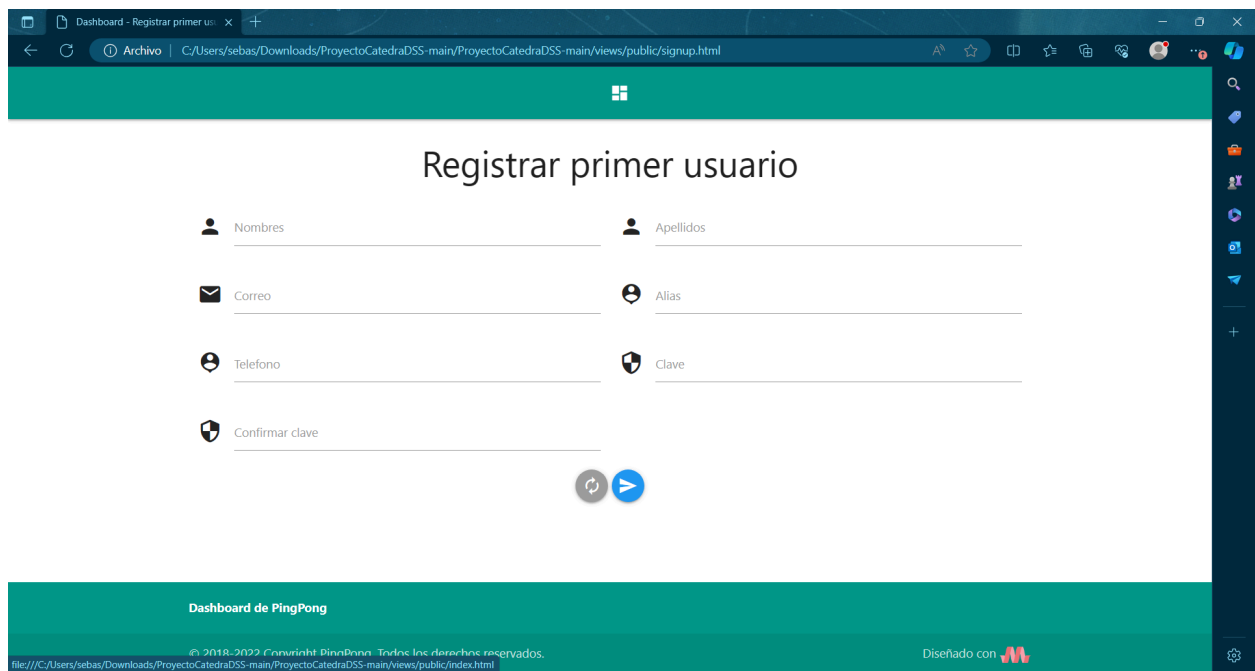 Dashboard - Registrar primer usu
Archivo | C:/Users/sebas/Downloads/ProyectoCatedraDSS-main/ProyectoCatedraDSS-main/views/public/signup.html
Registrar primer usuario
Nombres Apellidos
Correo Alias
Telefono Clave
Confirmar clave
Dashboard de PingPong
© 2018-2022 Copyright PingPong. Todos los derechos reservados. Diseñado con
file:///C:/Users/sebas/Downloads/ProyectoCatedraDSS-main/ProyectoCatedraDSS-main/views/public/index.html